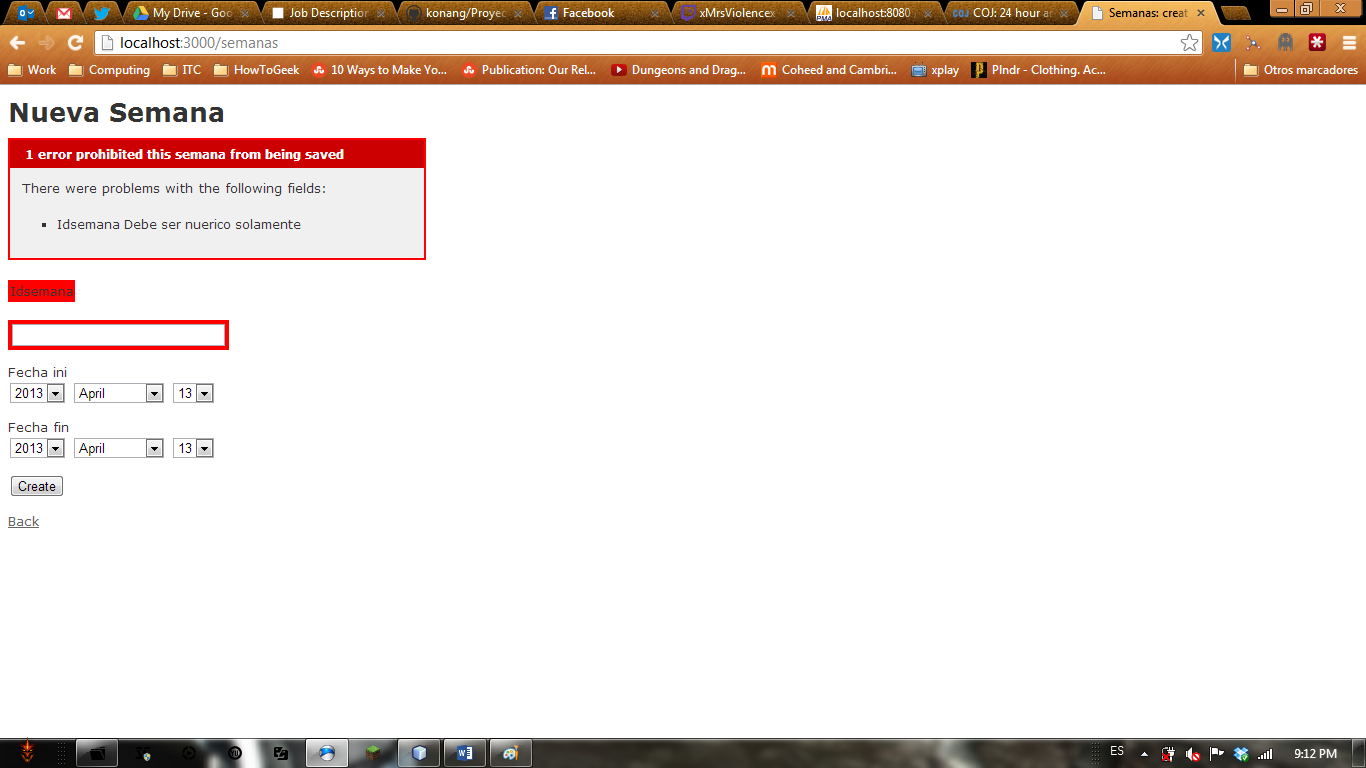 My Drive - Goo
Job Description
konang/Proyec
Facebook
xMrsViolencex
localhost:8080
COJ: 24 hour a
Semanas: creat
localhost:3000/semanas
Work
Computing
ITC
HowToGeek
10 Ways to Make Yo...
Publication: Our Rel...
Dungeons and Drag...
Coheed and Cambri...
xplay
Plndr - Clothing. Ac...
Otros marcadores
Nueva Semana
1 error prohibited this semana from being saved
There were problems with the following fields:
Idsemana Debe ser nuerico solamente
Idsemana
Fecha ini
2013 April 13
Fecha fin
2013 April 13
Create
Back
ES
9:12 PM